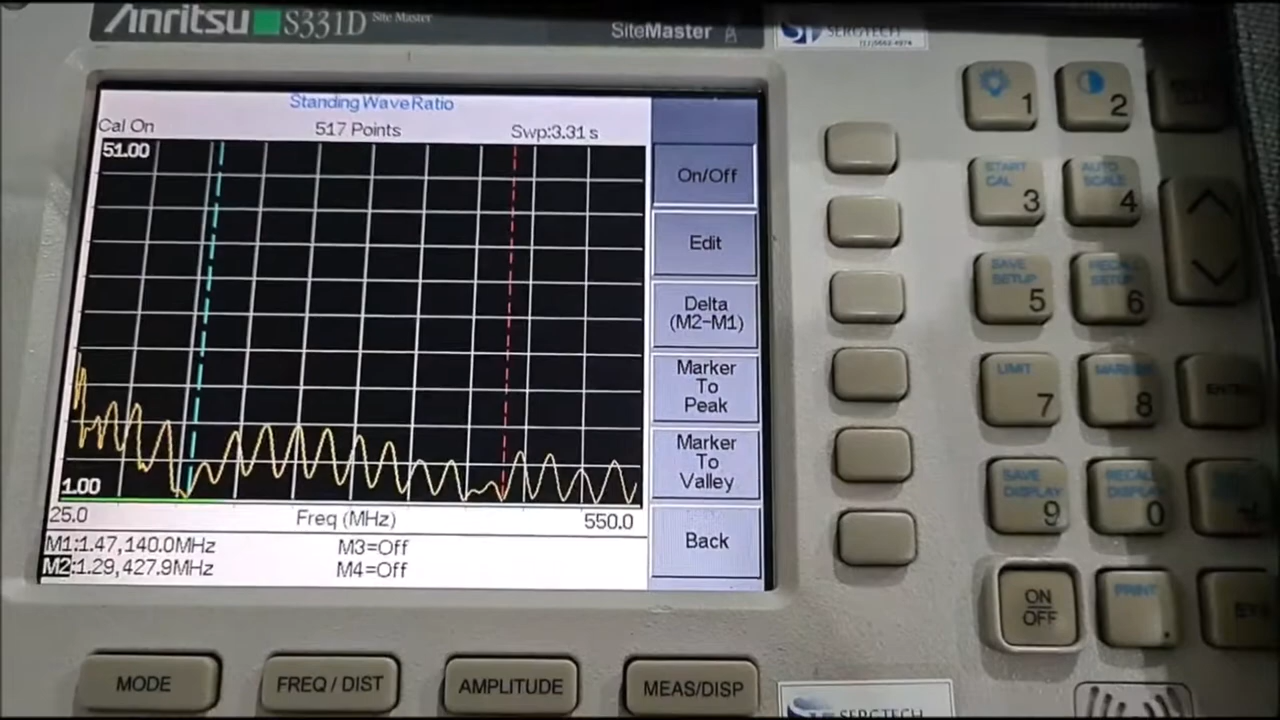 Anritsu S331D Site Master
SiteMaster
SERGTECH
Standing Wave Ratio
Cal On 517 Points Swp:3.31 s
51.00
1.00
25.0 Freq (MHz) 550.0
M1:1.47,140.0MHz M3=Off
M2:1.29,427.9MHz M4=Off
On/Off
Edit
Delta
(M2-M1)
Marker
To
Peak
Marker
To
Valley
Back
1
2
START
CAL
3
AUTO
SCALE
4
SAVE
SETUP
5
RECALL
SETUP
6
LIMIT
7
MARKER
8
ENTER
SAVE
DISPLAY
9
RECALL
DISPLAY
0
ON
OFF
PRINT
.
MODE
FREQ / DIST
AMPLITUDE
MEAS/DISP
SERGTECH